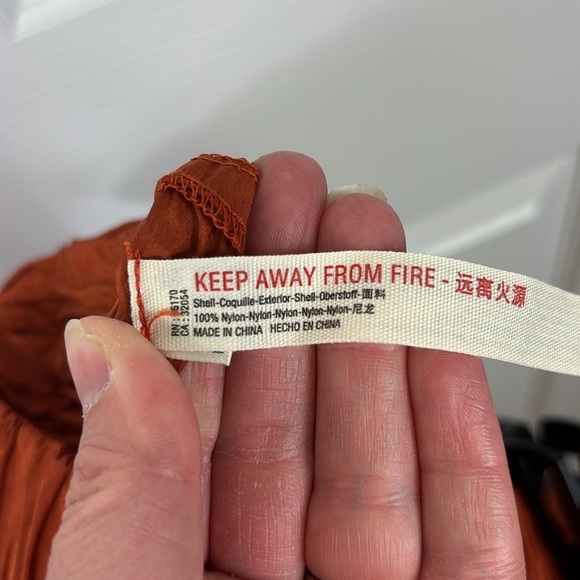 KEEP AWAY FROM FIRE - 远离火源
Shell-Coquille-Exterior-Shell-Oberstoff-面料
100% Nylon-Nylon-Nylon-Nylon-Nylon-尼龙
MADE IN CHINA HECHO EN CHINA
RN
CA - 32054